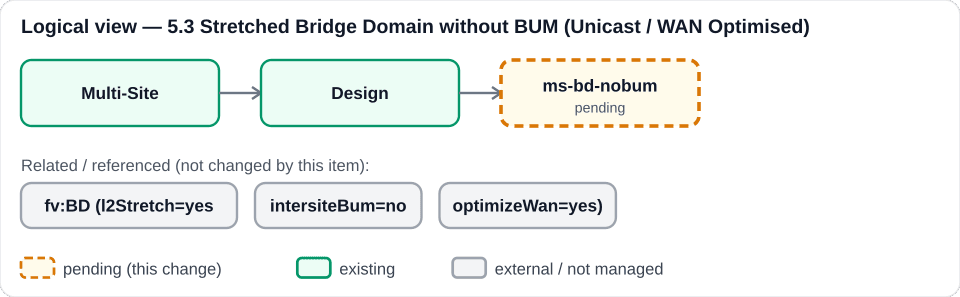 Logical view — 5.3 Stretched Bridge Domain without BUM (Unicast / WAN Optimised)
Multi-Site
Design
ms-bd-nobum
pending
Related / referenced (not changed by this item):
fv:BD (l2Stretch=yes
intersiteBum=no
optimizeWan=yes)
pending (this change)
existing
external / not managed